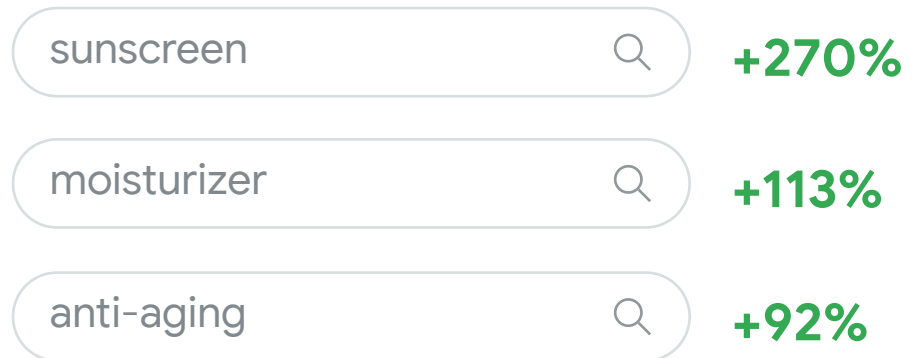 sunscreen +270%
moisturizer +113%
anti-aging +92%